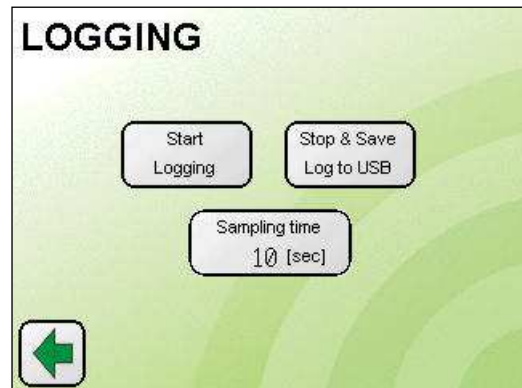 LOGGING
Start
Logging
Stop & Save
Log to USB
Sampling time
10 [sec]